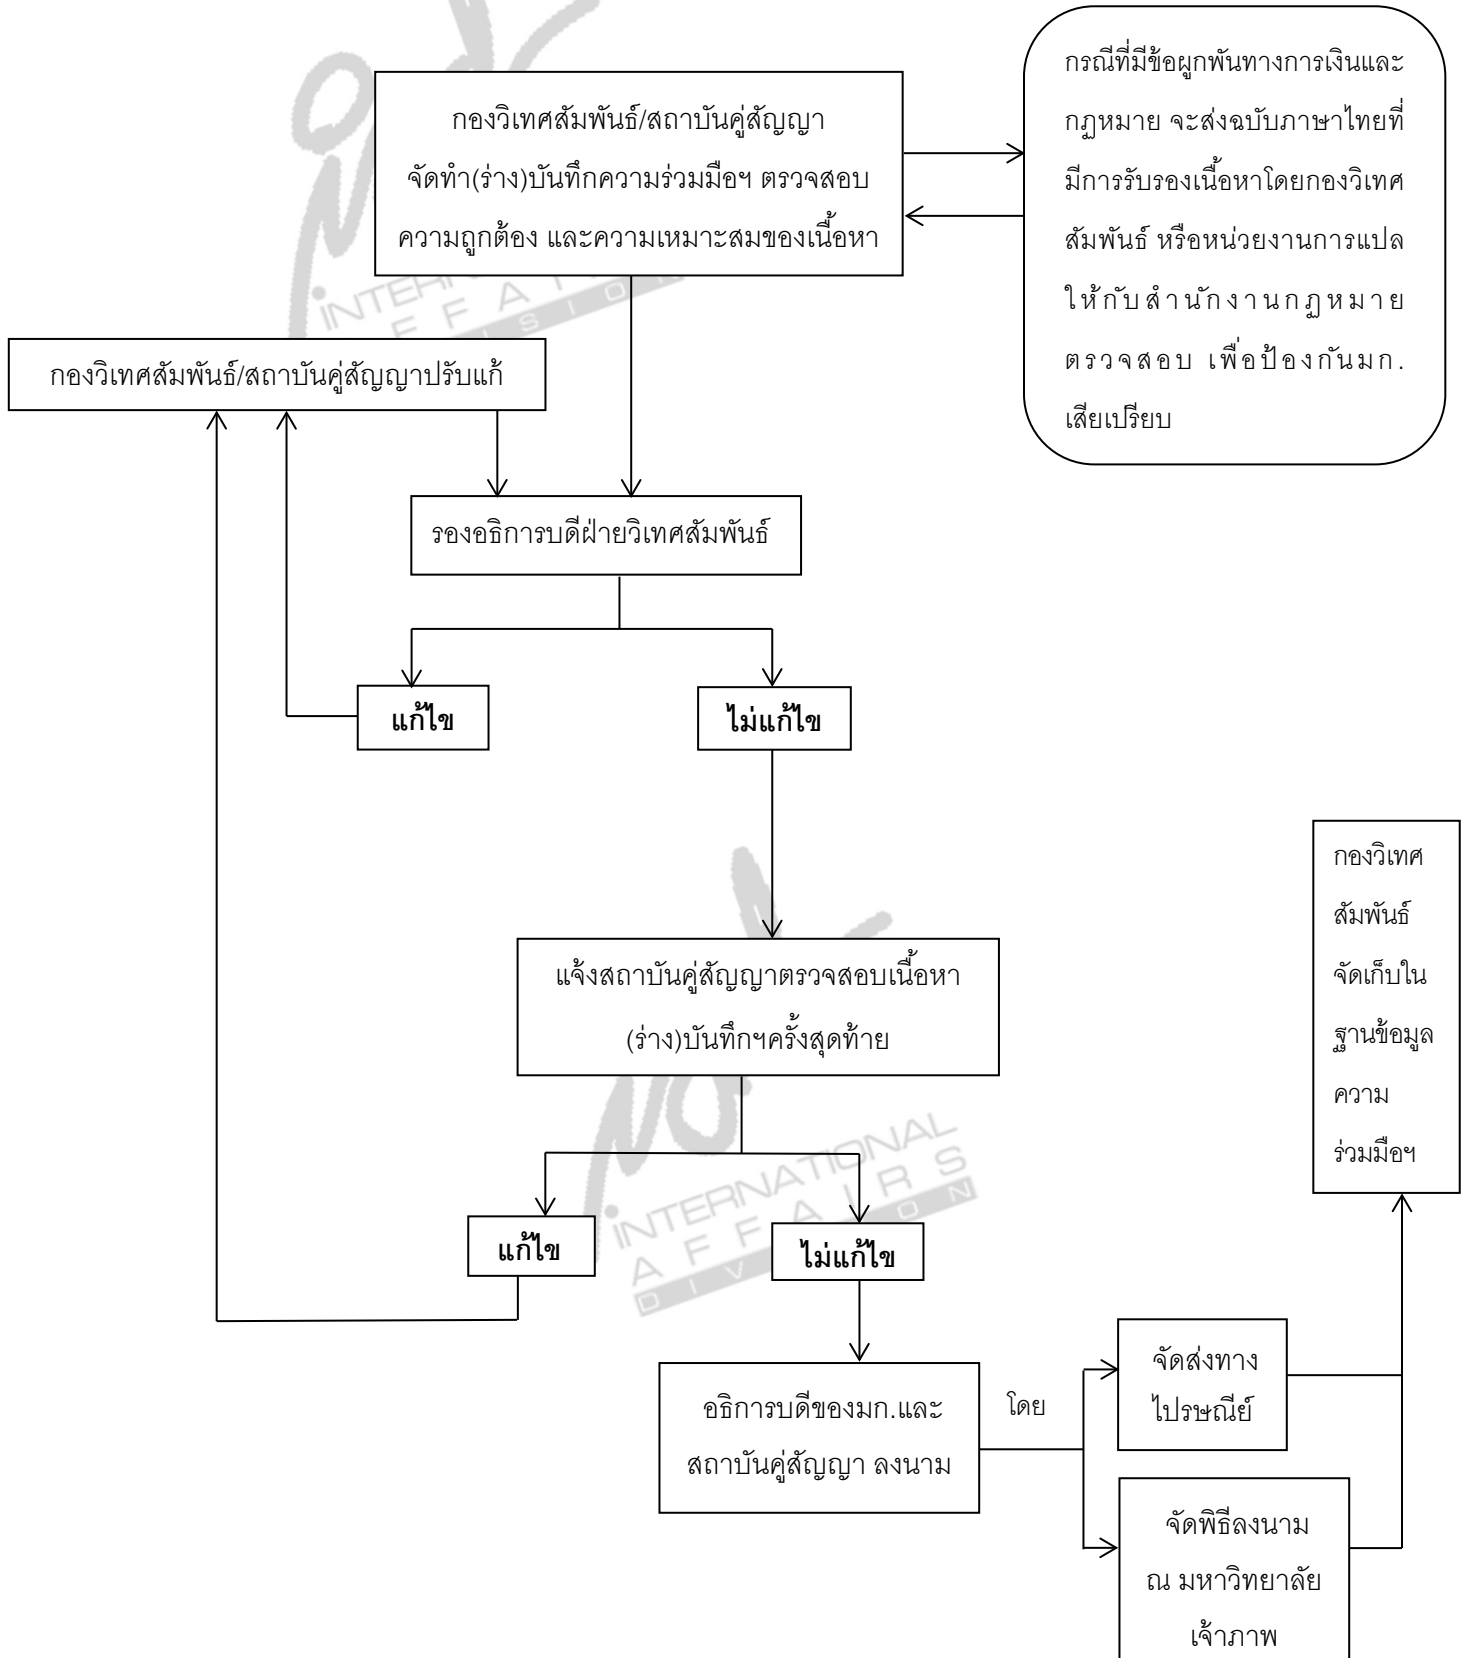 กองวิเทศสัมพันธ์/สถาบันคู่สัญญา
จัดทำ(ร่าง)บันทึกความร่วมมือฯ ตรวจสอบ
ความถูกต้อง และความเหมาะสมของเนื้อหา
กรณีที่มีข้อผูกพันทางการเงินและ
กฎหมาย จะส่งฉบับภาษาไทยที่
มีการรับรองเนื้อหาโดยกองวิเทศ
สัมพันธ์ หรือหน่วยงานการแปล
ให้กับสำนักงานกฎหมาย
ตรวจสอบ เพื่อป้องกันมก.
เสียเปรียบ
กองวิเทศสัมพันธ์/สถาบันคู่สัญญาปรับแก้
รองอธิการบดีฝ่ายวิเทศสัมพันธ์
แก้ไข
ไม่แก้ไข
แจ้งสถาบันคู่สัญญาตรวจสอบเนื้อหา
(ร่าง)บันทึกฯครั้งสุดท้าย
กองวิเทศ
สัมพันธ์
จัดเก็บใน
ฐานข้อมูล
ความ
ร่วมมือฯ
INTERNATIONAL
AFFAIRS
DIVISION
แก้ไข
ไม่แก้ไข
อธิการบดีของมก.และ
สถาบันคู่สัญญา ลงนาม
โดย
จัดส่งทาง
ไปรษณีย์
จัดพิธีลงนาม
ณ มหาวิทยาลัย
เจ้าภาพ